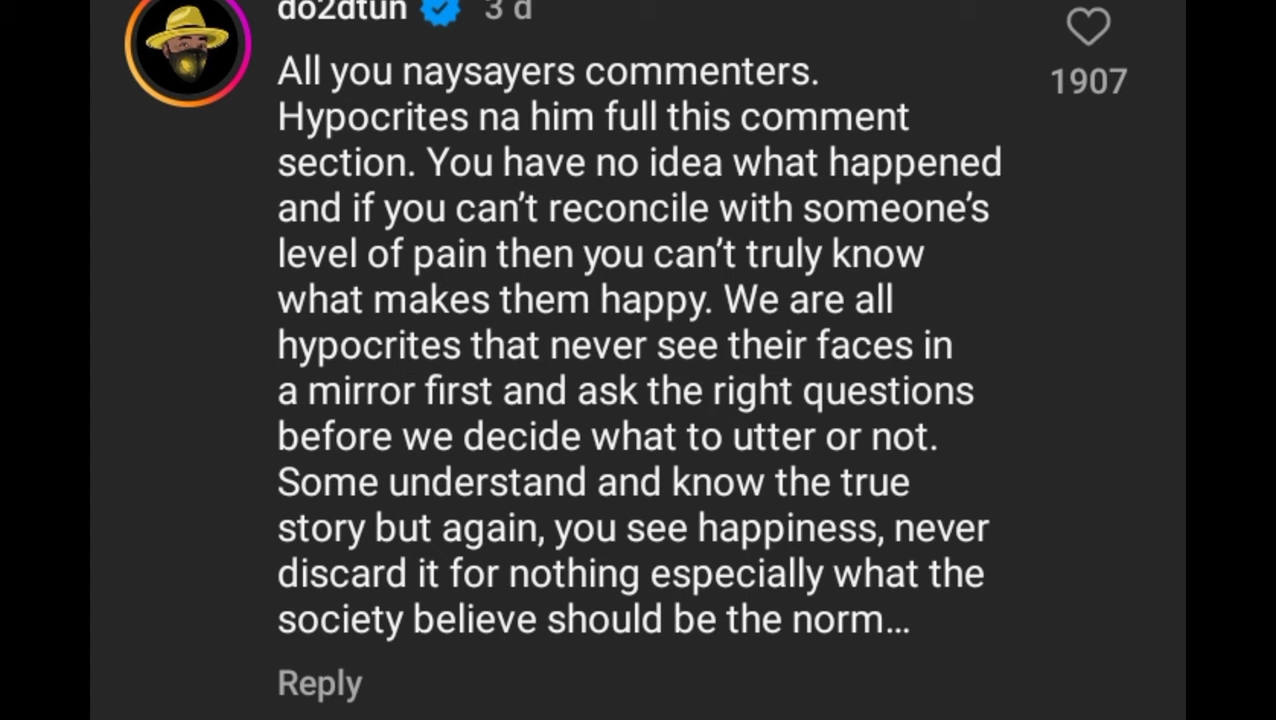 do2dtun 3 d
1907
All you naysayers commenters.
Hypocrites na him full this comment
section. You have no idea what happened
and if you can’t reconcile with someone’s
level of pain then you can’t truly know
what makes them happy. We are all
hypocrites that never see their faces in
a mirror first and ask the right questions
before we decide what to utter or not.
Some understand and know the true
story but again, you see happiness, never
discard it for nothing especially what the
society believe should be the norm…
Reply